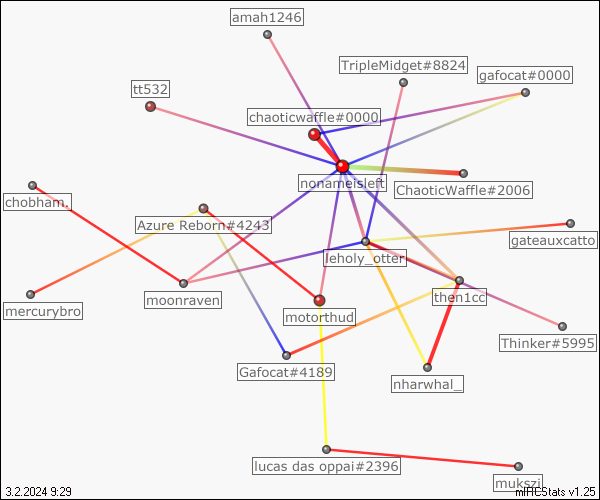 amah1246
TripleMidget#8824
gafocat#0000
tt532
chaoticwaffle#0000
nonamersleft
ChaoticWaffle#2006
chobham.
Azure Reborn#4243
gateauxcatto
leholy_otter
mercurybro
moonraven
then1cc
motorthud
Thinker#5995
Gafocat#4189
nharwhal_
lucas das oppai#2396
mukszi
3.2.2024 9:29
mIRCStats v1.25